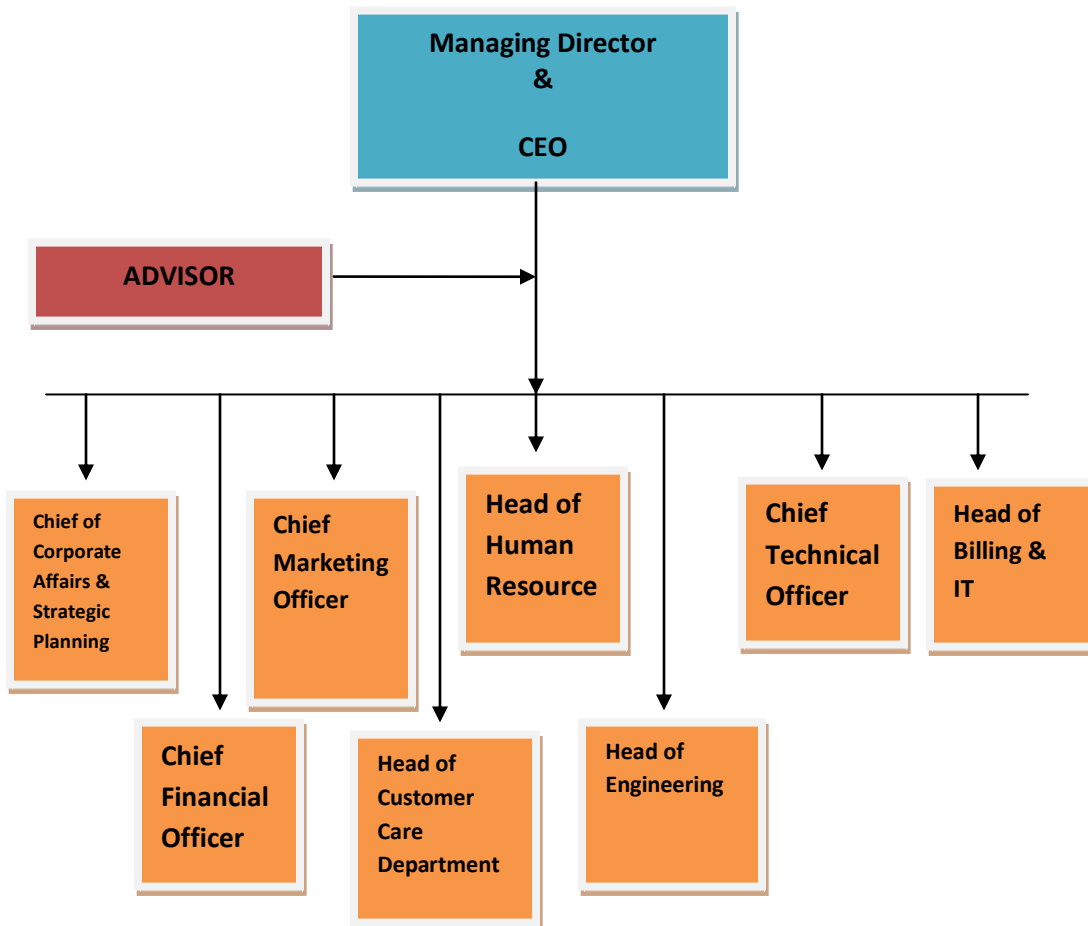 Managing Director
&
CEO
ADVISOR
Chief of
Corporate
Affairs &
Strategic
Planning
Chief
Marketing
Officer
Head of
Human
Resource
Chief
Technical
Officer
Head of
Billing &
IT
Chief
Financial
Officer
Head of
Customer
Care
Department
Head of
Engineering